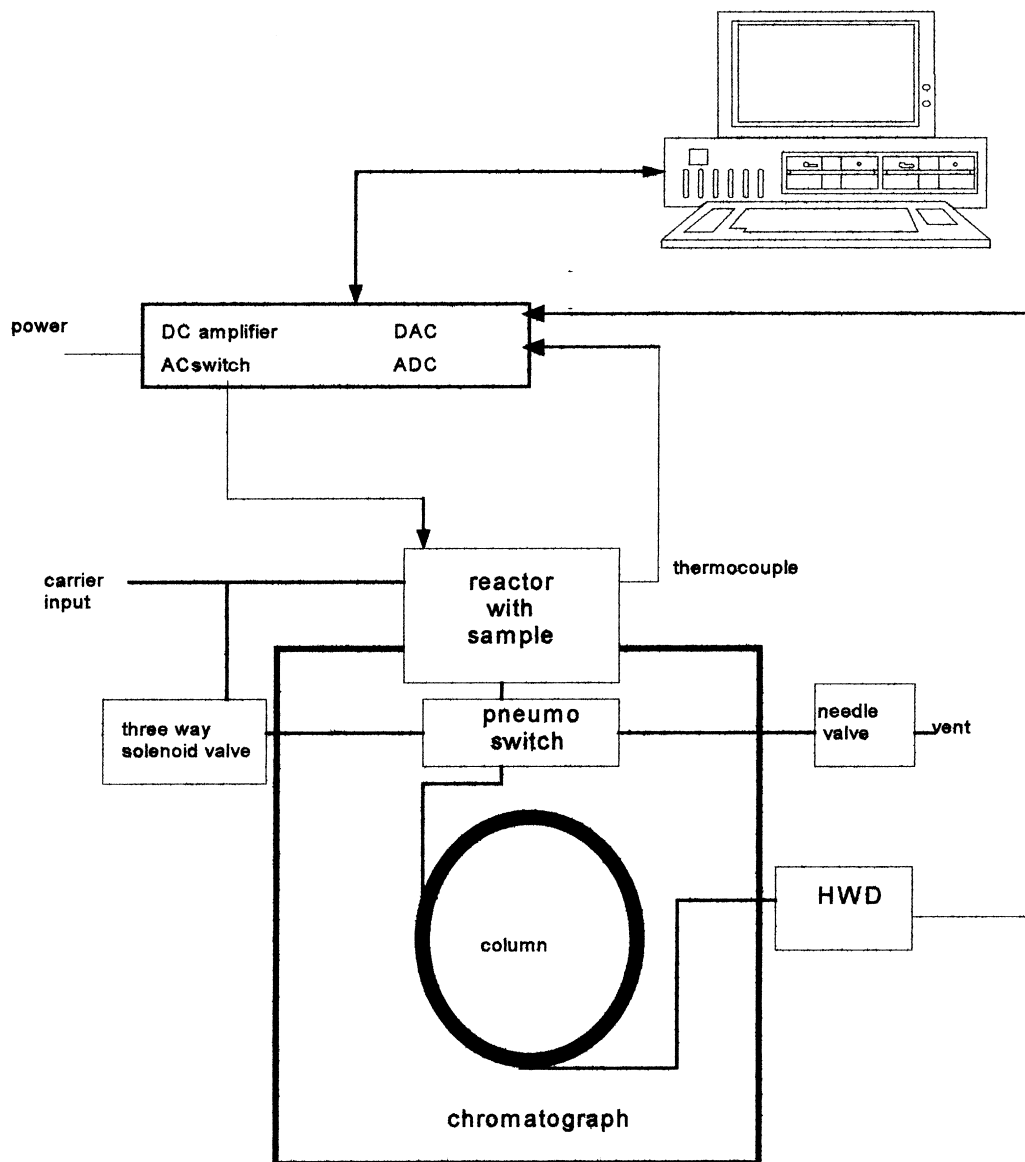 power
DC amplifier DAC
ACswitch ADC
carrier
input
reactor
with
sample
thermocouple
three way
solenoid valve
pneumo
switch
needle
valve
vent
HWD
column
chromatograph